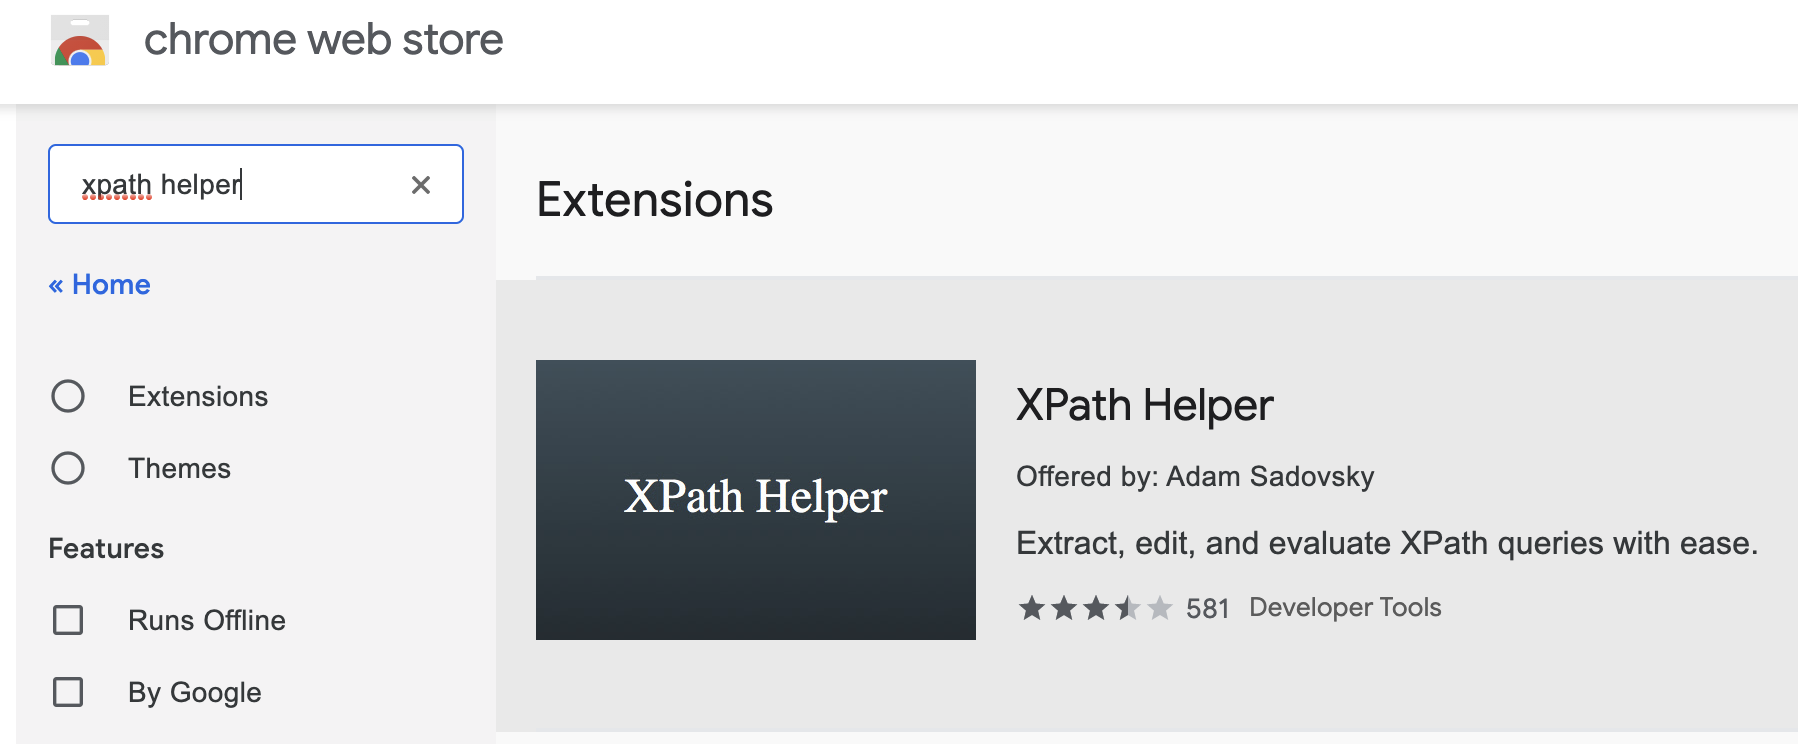 chrome web store
xpath helper
« Home
Extensions
Themes
Features
Runs Offline
By Google
Extensions
XPath Helper
XPath Helper
Offered by: Adam Sadovsky
Extract, edit, and evaluate XPath queries with ease.
581 Developer Tools